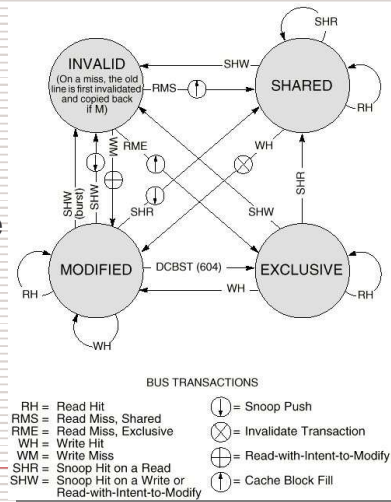 SHR
INVALID
(On a miss, the old
line is first invalidated
and copied back
if M)
SHW
RMS
SHARED
RH
WM
RME
WH
SHW
(burst)
SHW
SHR
SHW
SHR
MODIFIED
DCBST (604)
EXCLUSIVE
RH
WH
RH
WH
BUS TRANSACTIONS
RH = Read Hit
RMS = Read Miss, Shared
RME = Read Miss, Exclusive
WH = Write Hit
WM = Write Miss
SHR = Snoop Hit on a Read
SHW = Snoop Hit on a Write or
Read-with-Intent-to-Modify
= Snoop Push
= Invalidate Transaction
= Read-with-Intent-to-Modify
= Cache Block Fill